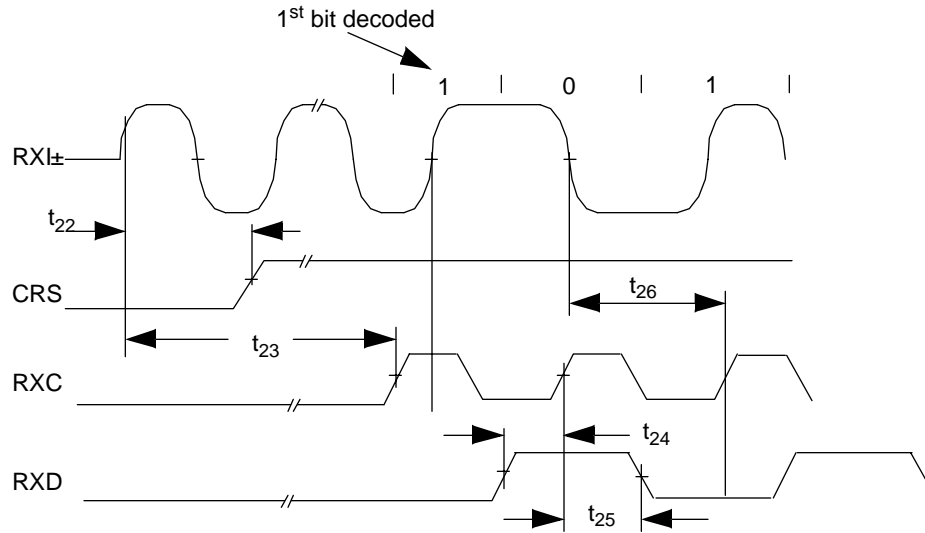 1st bit decoded
| 1 | 0 | 1 |
RXI±
t22
CRS
t26
t23
RXC
t24
RXD
t25